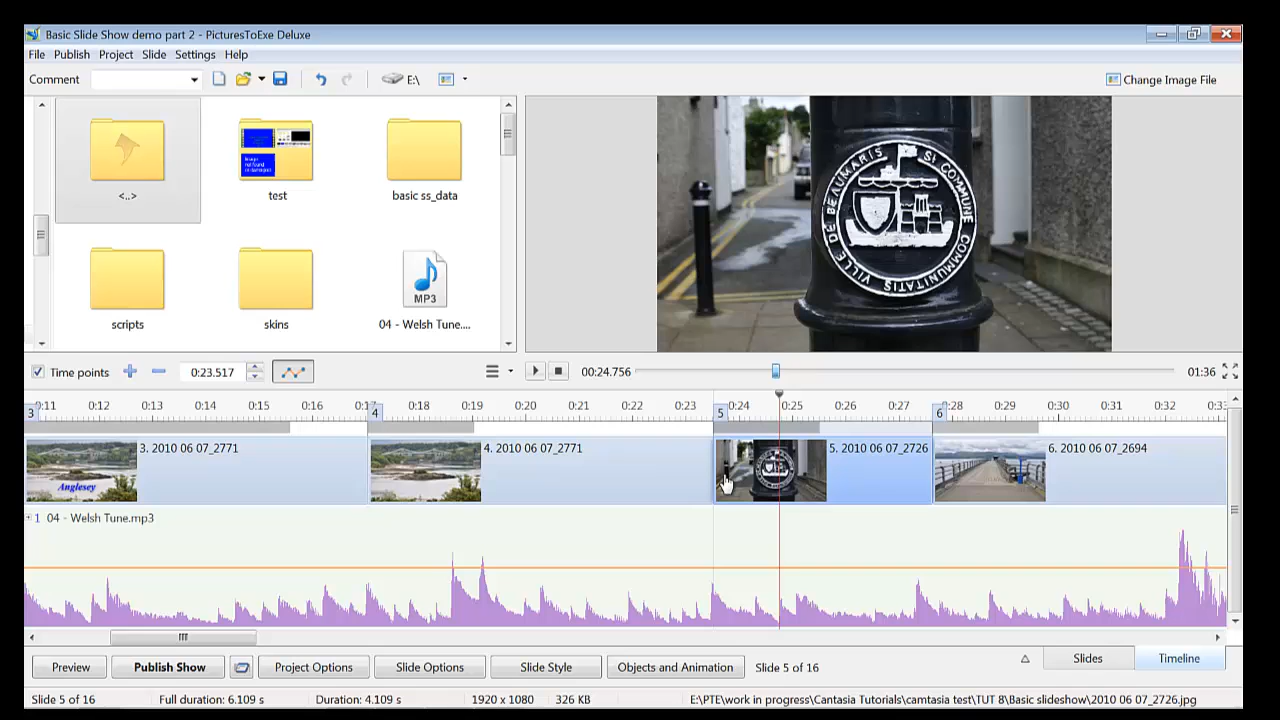 Basic Slide Show demo part 2 - PicturesToExe Deluxe
File Publish Project Slide Settings Help
Comment E:\ Change Image File
<..> test basic ss_data
scripts skins 04 - Welsh Tune....
MP3
VILLE DE BEAUMARIS St COMMUNE COMMUNITATIS
Time points 0:23.517 00:24.756 01:36
0:11 0:12 0:13 0:14 0:15 0:16 0:17 0:18 0:19 0:20 0:21 0:22 0:23 0:24 0:25 0:26 0:27 0:28 0:29 0:30 0:31 0:32 0:33
3 4 5 6
3. 2010 06 07_2771 4. 2010 06 07_2771 5. 2010 06 07_2726 6. 2010 06 07_2694
Anglesey
1 04 - Welsh Tune.mp3
Preview Publish Show Project Options Slide Options Slide Style Objects and Animation Slide 5 of 16 Slides Timeline
Slide 5 of 16 Full duration: 6.109 s Duration: 4.109 s 1920 x 1080 326 KB E:\PTE\work in progress\Cantasia Tutorials\camtasia test\TUT 8\Basic slideshow\2010 06 07_2726.jpg